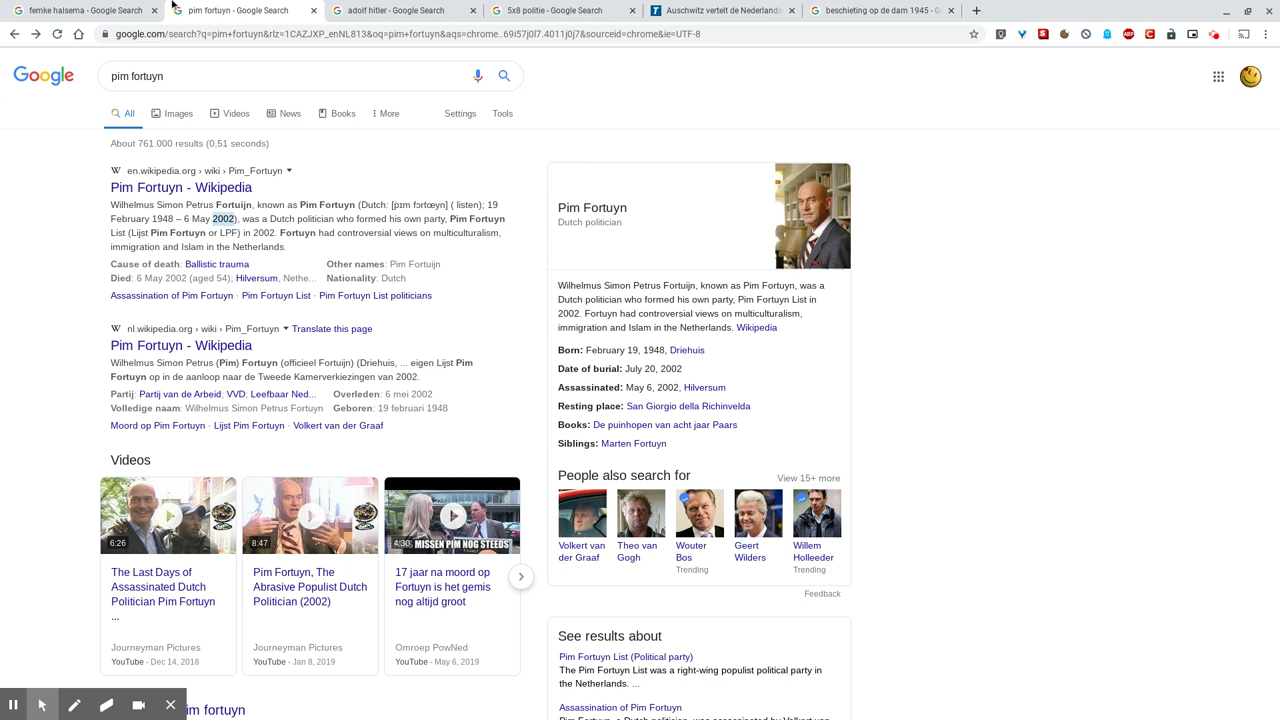 femke halsema - Google Search
pim fortuyn - Google Search
adolf hitler - Google Search
5x8 politie - Google Search
Auschwitz vertelt de Nederlands
beschieting op de dam 1945 - G
google.com/search?q=pim+fortuyn&rlz=1CAZJXP_enNL813&oq=pim+fortuyn&aqs=chrome..69i57j0l7.4011j0j7&sourceid=chrome&ie=UTF-8
Google
pim fortuyn
All Images Videos News Books More Settings Tools
About 761.000 results (0,51 seconds)
W en.wikipedia.org › wiki › Pim_Fortuyn
Pim Fortuyn - Wikipedia
Wilhelmus Simon Petrus Fortuijn, known as Pim Fortuyn (Dutch: [pɪm fɔrtœyn] ( listen); 19
February 1948 – 6 May 2002), was a Dutch politician who formed his own party, Pim Fortuyn
List (Lijst Pim Fortuyn or LPF) in 2002. Fortuyn had controversial views on multiculturalism,
immigration and Islam in the Netherlands.
Cause of death: Ballistic trauma Other names: Pim Fortuijn
Died: 6 May 2002 (aged 54); Hilversum, Nethe... Nationality: Dutch
Assassination of Pim Fortuyn · Pim Fortuyn List · Pim Fortuyn List politicians
W nl.wikipedia.org › wiki › Pim_Fortuyn Translate this page
Pim Fortuyn - Wikipedia
Wilhelmus Simon Petrus (Pim) Fortuyn (officieel Fortuijn) (Driehuis, ... eigen Lijst Pim
Fortuyn op in de aanloop naar de Tweede Kamerverkiezingen van 2002.
Partij: Partij van de Arbeid, VVD; Leefbaar Ned... Overleden: 6 mei 2002
Volledige naam: Wilhelmus Simon Petrus Fortuyn Geboren: 19 februari 1948
Moord op Pim Fortuyn · Lijst Pim Fortuyn · Volkert van der Graaf
Videos
6:26
The Last Days of
Assassinated Dutch
Politician Pim Fortuyn
...
Journeyman Pictures
YouTube - Dec 14, 2018
8:47
Pim Fortuyn, The
Abrasive Populist Dutch
Politician (2002)
Journeyman Pictures
YouTube - Jan 8, 2019
4:30 MISSEN PIM NOG STEEDS
17 jaar na moord op
Fortuyn is het gemis
nog altijd groot
Omroep PowNed
YouTube - May 6, 2019
im fortuyn
Pim Fortuyn
Dutch politician
Wilhelmus Simon Petrus Fortuijn, known as Pim Fortuyn, was a
Dutch politician who formed his own party, Pim Fortuyn List in
2002. Fortuyn had controversial views on multiculturalism,
immigration and Islam in the Netherlands. Wikipedia
Born: February 19, 1948, Driehuis
Date of burial: July 20, 2002
Assassinated: May 6, 2002, Hilversum
Resting place: San Giorgio della Richinvelda
Books: De puinhopen van acht jaar Paars
Siblings: Marten Fortuyn
People also search for
View 15+ more
Volkert van
der Graaf
Theo van
Gogh
Wouter
Bos
Trending
Geert
Wilders
Willem
Holleeder
Trending
Feedback
See results about
Pim Fortuyn List (Political party)
The Pim Fortuyn List was a right-wing populist political party in
the Netherlands. ...
Assassination of Pim Fortuyn
Pim Fortuyn, a Dutch politician, was assassinated by Volkert van